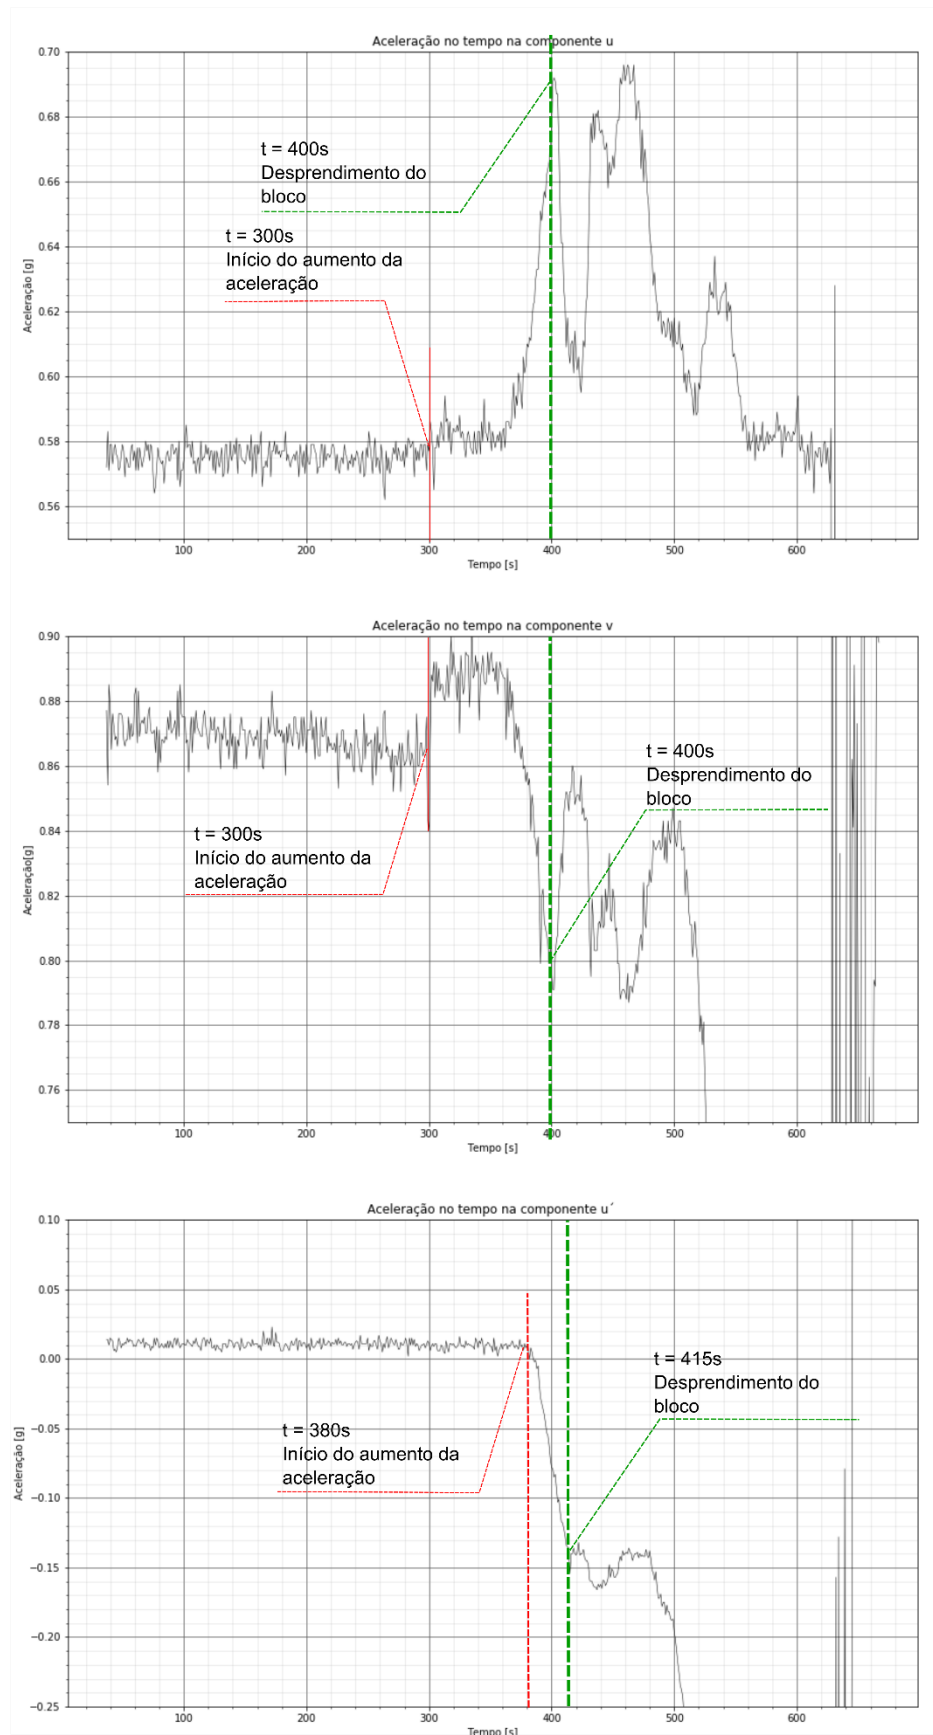 Aceleração no tempo na componente u
0.70
0.68
0.66
0.64
0.62
0.60
0.58
0.56
Aceleração [g]
t = 400s
Desprendimento do
bloco
t = 300s
Início do aumento da
aceleração
100 200 300 400 500 600
Tempo [s]
Aceleração no tempo na componente v
0.90
0.88
0.86
0.84
0.82
0.80
0.78
0.76
Aceleração[g]
t = 400s
Desprendimento do
bloco
t = 300s
Início do aumento da
aceleração
100 200 300 400 500 600
Tempo [s]
Aceleração no tempo na componente u´
0.10
0.05
0.00
−0.05
−0.10
−0.15
−0.20
−0.25
Aceleração [g]
t = 415s
Desprendimento do
bloco
t = 380s
Início do aumento da
aceleração
100 200 300 400 500 600
Tempo [s]